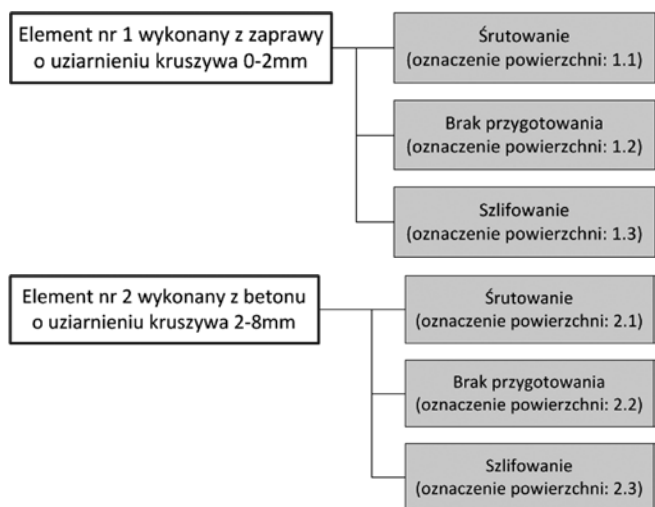 Element nr 1 wykonany z zaprawy
o uziarnieniu kruszywa 0-2mm
Śrutowanie
(oznaczenie powierzchni: 1.1)
Brak przygotowania
(oznaczenie powierzchni: 1.2)
Szlifowanie
(oznaczenie powierzchni: 1.3)
Element nr 2 wykonany z betonu
o uziarnieniu kruszywa 2-8mm
Śrutowanie
(oznaczenie powierzchni: 2.1)
Brak przygotowania
(oznaczenie powierzchni: 2.2)
Szlifowanie
(oznaczenie powierzchni: 2.3)